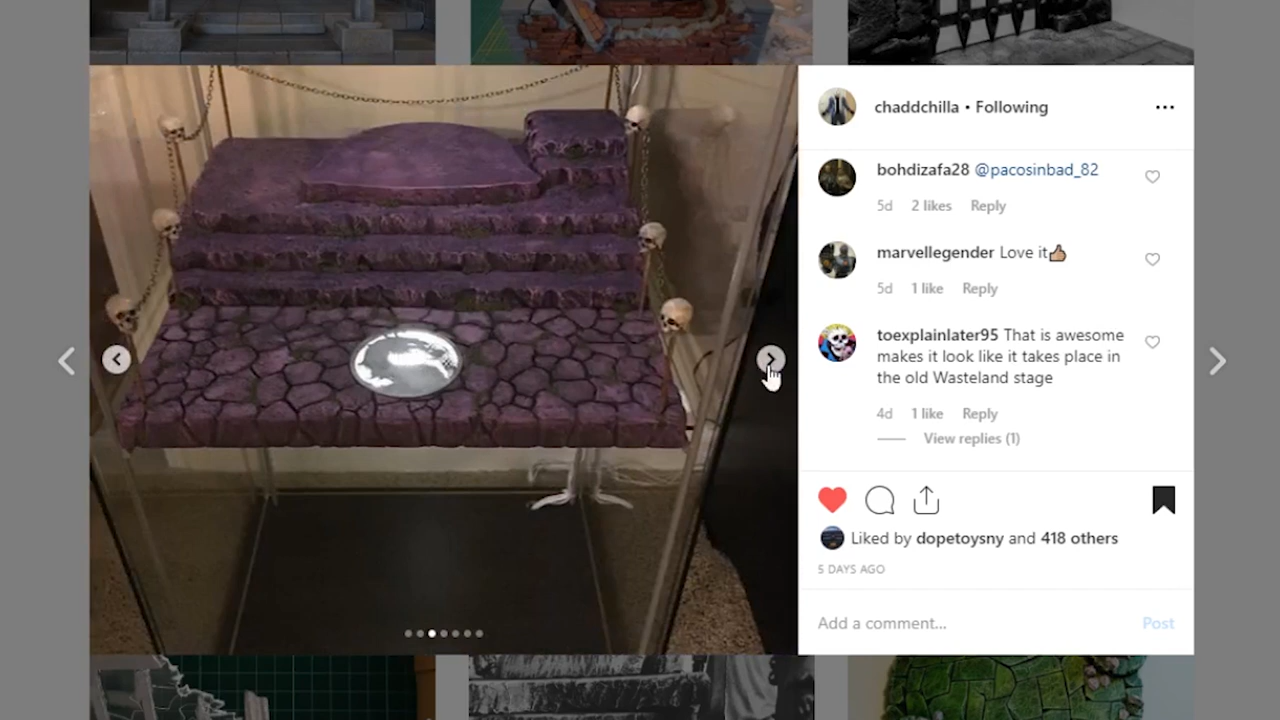 chaddchilla • Following
bohdizafa28 @pacosinbad_82
5d 2 likes Reply
marvellegender Love it👍🏽
5d 1 like Reply
toexplainlater95 That is awesome
makes it look like it takes place in
the old Wasteland stage
4d 1 like Reply
View replies (1)
Liked by dopetoysny and 418 others
5 DAYS AGO
Add a comment... Post